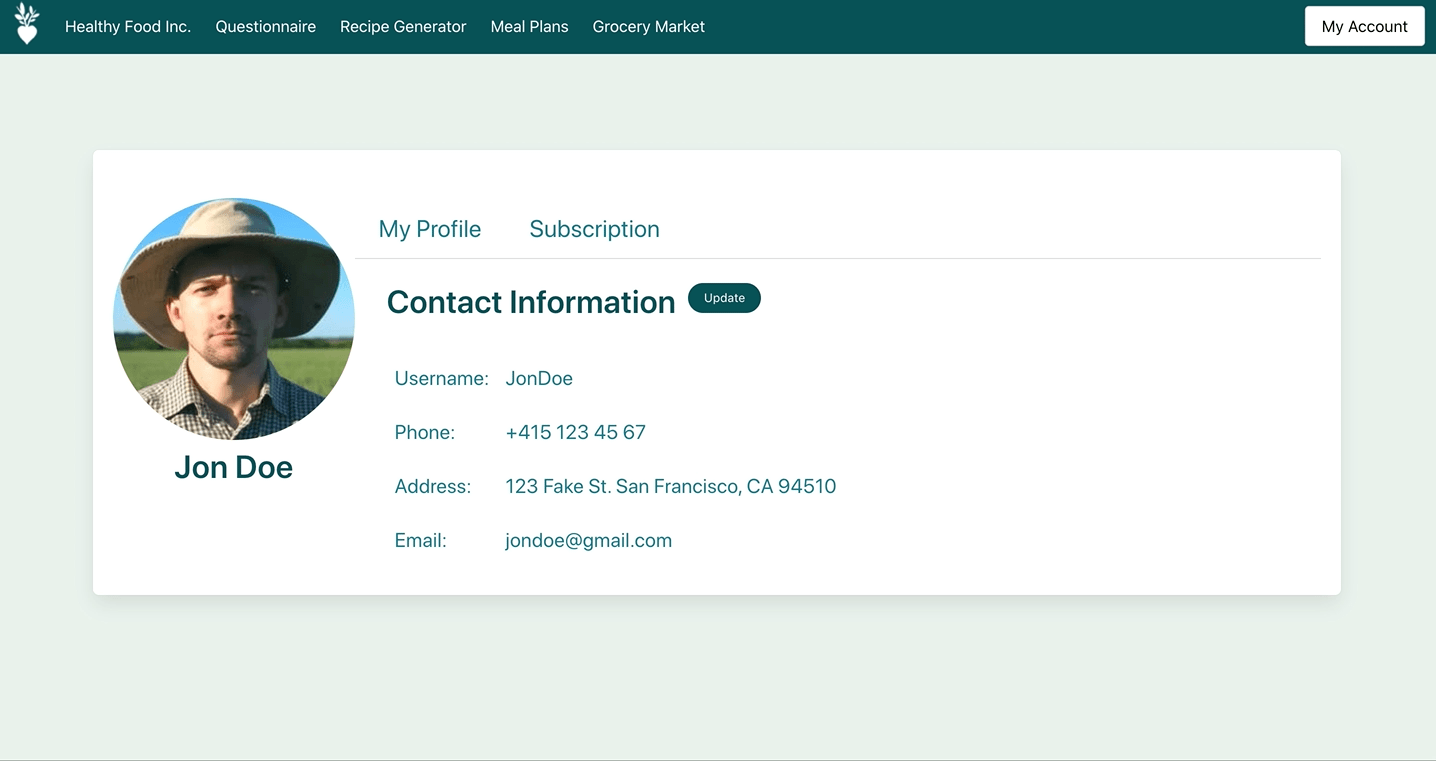 Healthy Food Inc. Questionnaire Recipe Generator Meal Plans Grocery Market My Account
My Profile Subscription
Contact Information Update
Username: JonDoe
Phone: +415 123 45 67
Address: 123 Fake St. San Francisco, CA 94510
Email: jondoe@gmail.com
Jon Doe